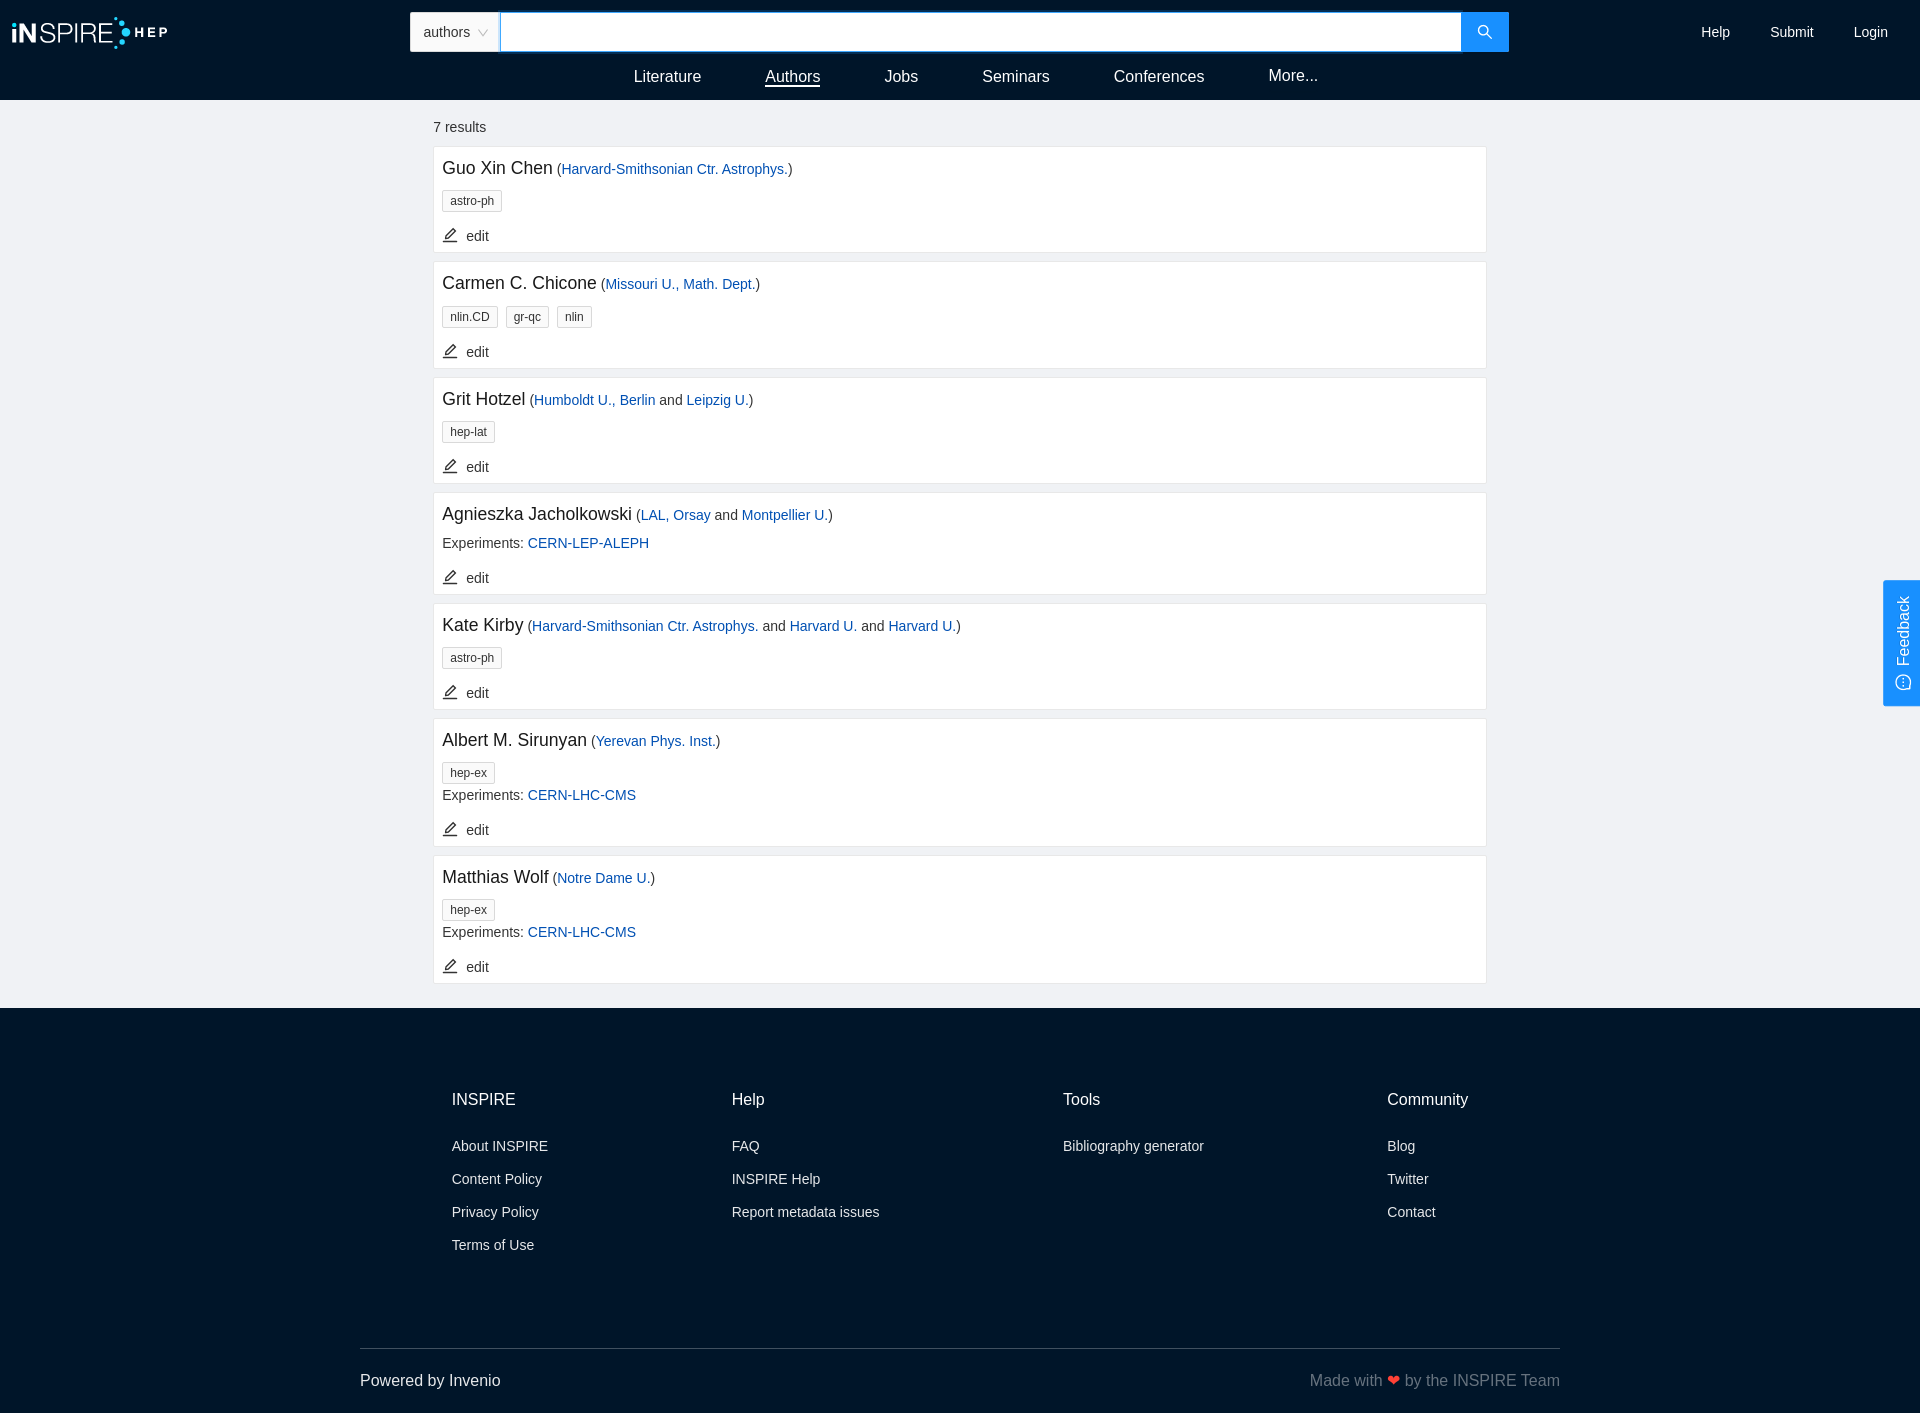 iNSPIRE HEP
authors
Help Submit Login
Literature Authors Jobs Seminars Conferences More...
7 results
Guo Xin Chen (Harvard-Smithsonian Ctr. Astrophys.)
astro-ph
edit
Carmen C. Chicone (Missouri U., Math. Dept.)
nlin.CD gr-qc nlin
edit
Grit Hotzel (Humboldt U., Berlin and Leipzig U.)
hep-lat
edit
Agnieszka Jacholkowski (LAL, Orsay and Montpellier U.)
Experiments: CERN-LEP-ALEPH
edit
Kate Kirby (Harvard-Smithsonian Ctr. Astrophys. and Harvard U. and Harvard U.)
astro-ph
edit
Albert M. Sirunyan (Yerevan Phys. Inst.)
hep-ex
Experiments: CERN-LHC-CMS
edit
Matthias Wolf (Notre Dame U.)
hep-ex
Experiments: CERN-LHC-CMS
edit
Feedback
INSPIRE
About INSPIRE
Content Policy
Privacy Policy
Terms of Use
Help
FAQ
INSPIRE Help
Report metadata issues
Tools
Bibliography generator
Community
Blog
Twitter
Contact
Powered by Invenio
Made with ❤ by the INSPIRE Team